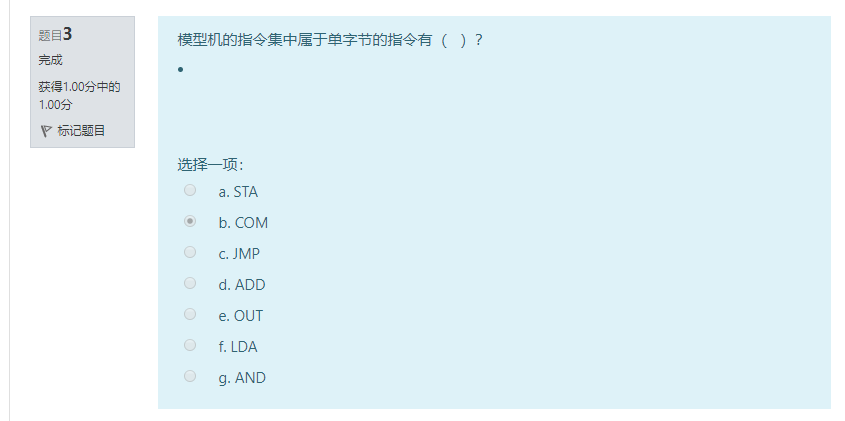 题目3
完成
获得1.00分中的
1.00分
标记题目
模型机的指令集中属于单字节的指令有（ ）？
•
选择一项：
a. STA
b. COM
c. JMP
d. ADD
e. OUT
f. LDA
g. AND